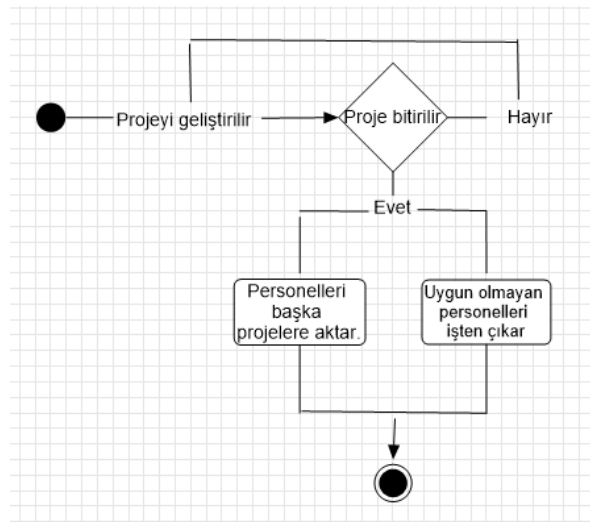 Projeyi geliştirilir
Proje bitirilir
Hayır
Evet
Personelleri
başka
projelere aktar.
Uygun olmayan
personelleri
işten çıkar